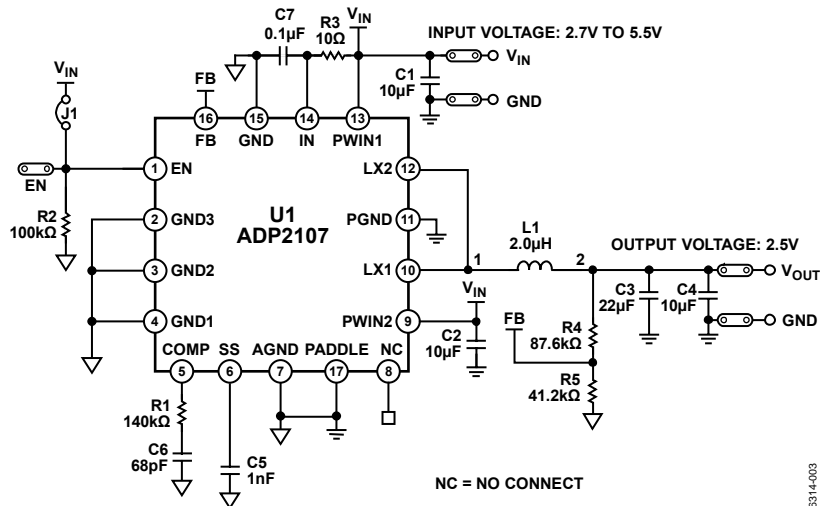 C7
0.1µF
R3
10Ω
VIN
INPUT VOLTAGE: 2.7V TO 5.5V
VIN
C1
10µF
GND
VIN
J1
FB
16
15
14
13
FB
GND
IN
PWIN1
EN
1
EN
LX2
12
R2
100kΩ
2
GND3
U1
ADP2107
PGND
11
3
GND2
LX1
10
1
L1
2.0µH
2
OUTPUT VOLTAGE: 2.5V
VOUT
4
GND1
PWIN2
9
VIN
C2
10µF
FB
R4
87.6kΩ
R5
41.2kΩ
C3
22µF
C4
10µF
GND
COMP
SS
AGND
PADDLE
NC
5
6
7
17
8
R1
140kΩ
C6
68pF
C5
1nF
NC = NO CONNECT
6314-003